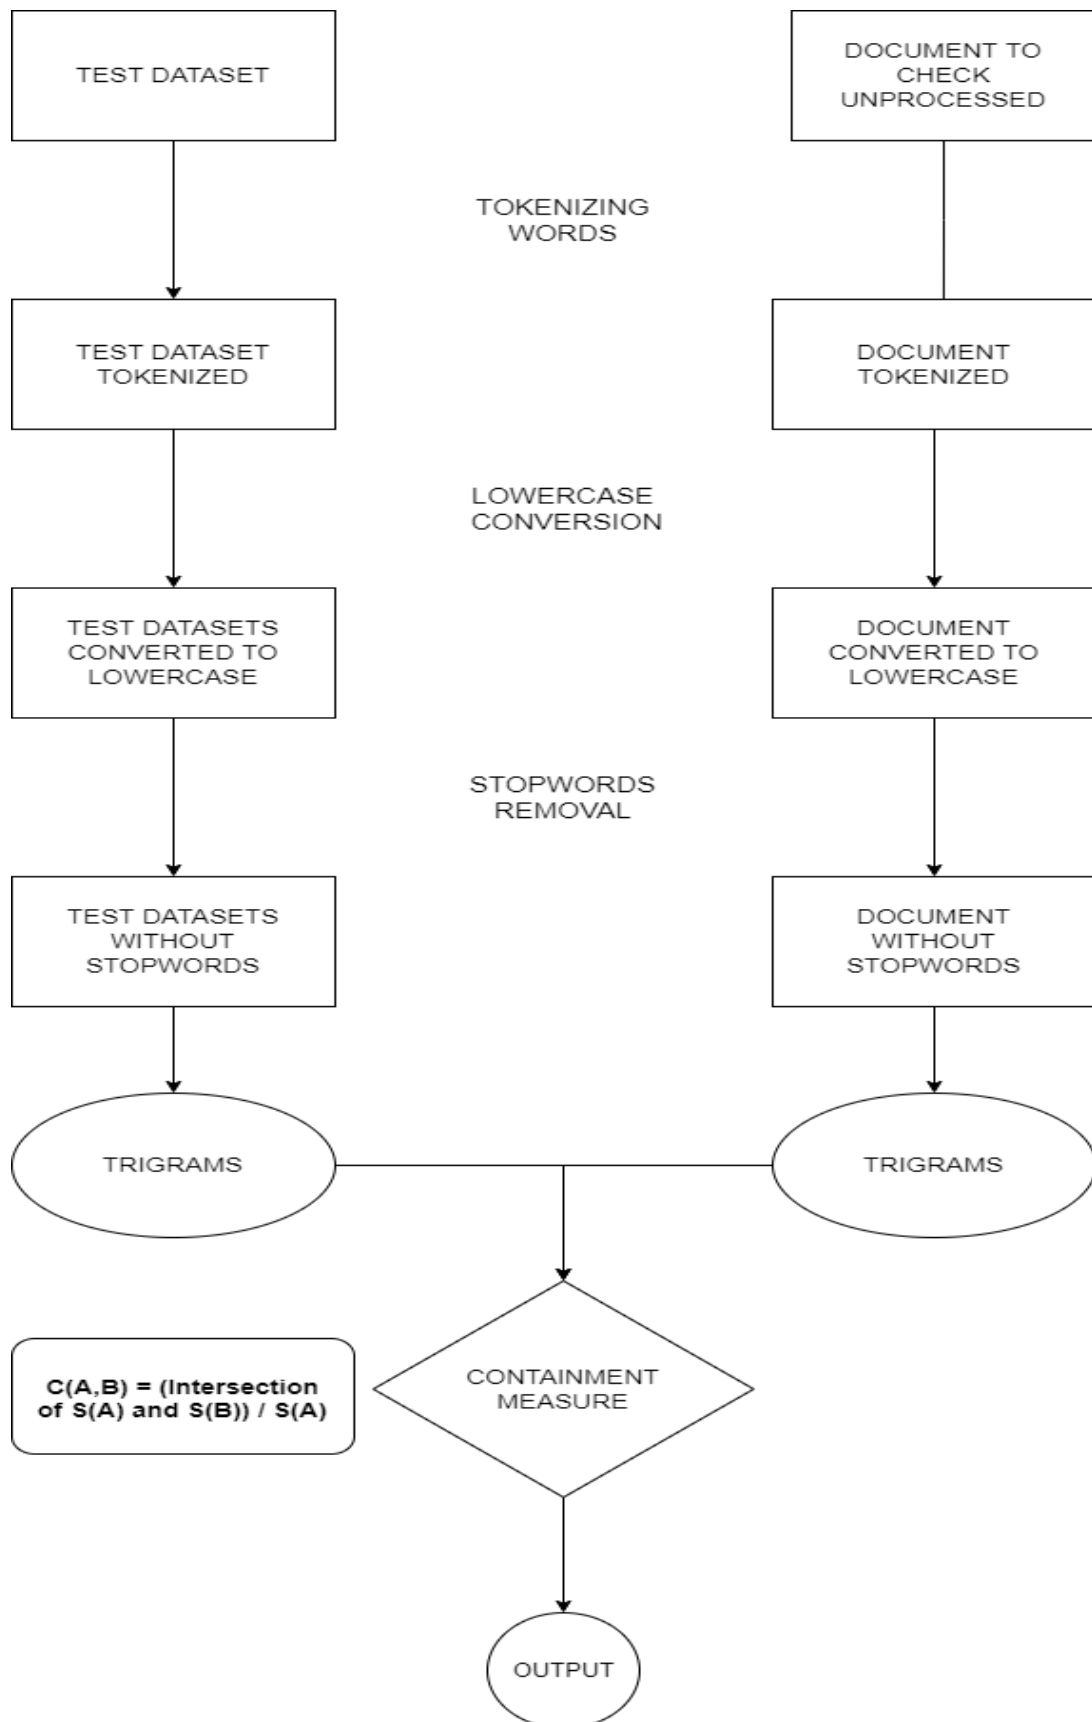 TEST DATASET
DOCUMENT TO
CHECK
UNPROCESSED
TOKENIZING
WORDS
TEST DATASET
TOKENIZED
DOCUMENT
TOKENIZED
LOWERCASE
CONVERSION
TEST DATASETS
CONVERTED TO
LOWERCASE
DOCUMENT
CONVERTED TO
LOWERCASE
STOPWORDS
REMOVAL
TEST DATASETS
WITHOUT
STOPWORDS
DOCUMENT
WITHOUT
STOPWORDS
TRIGRAMS
TRIGRAMS
C(A,B) = (Intersection
of S(A) and S(B)) / S(A)
CONTAINMENT
MEASURE
OUTPUT